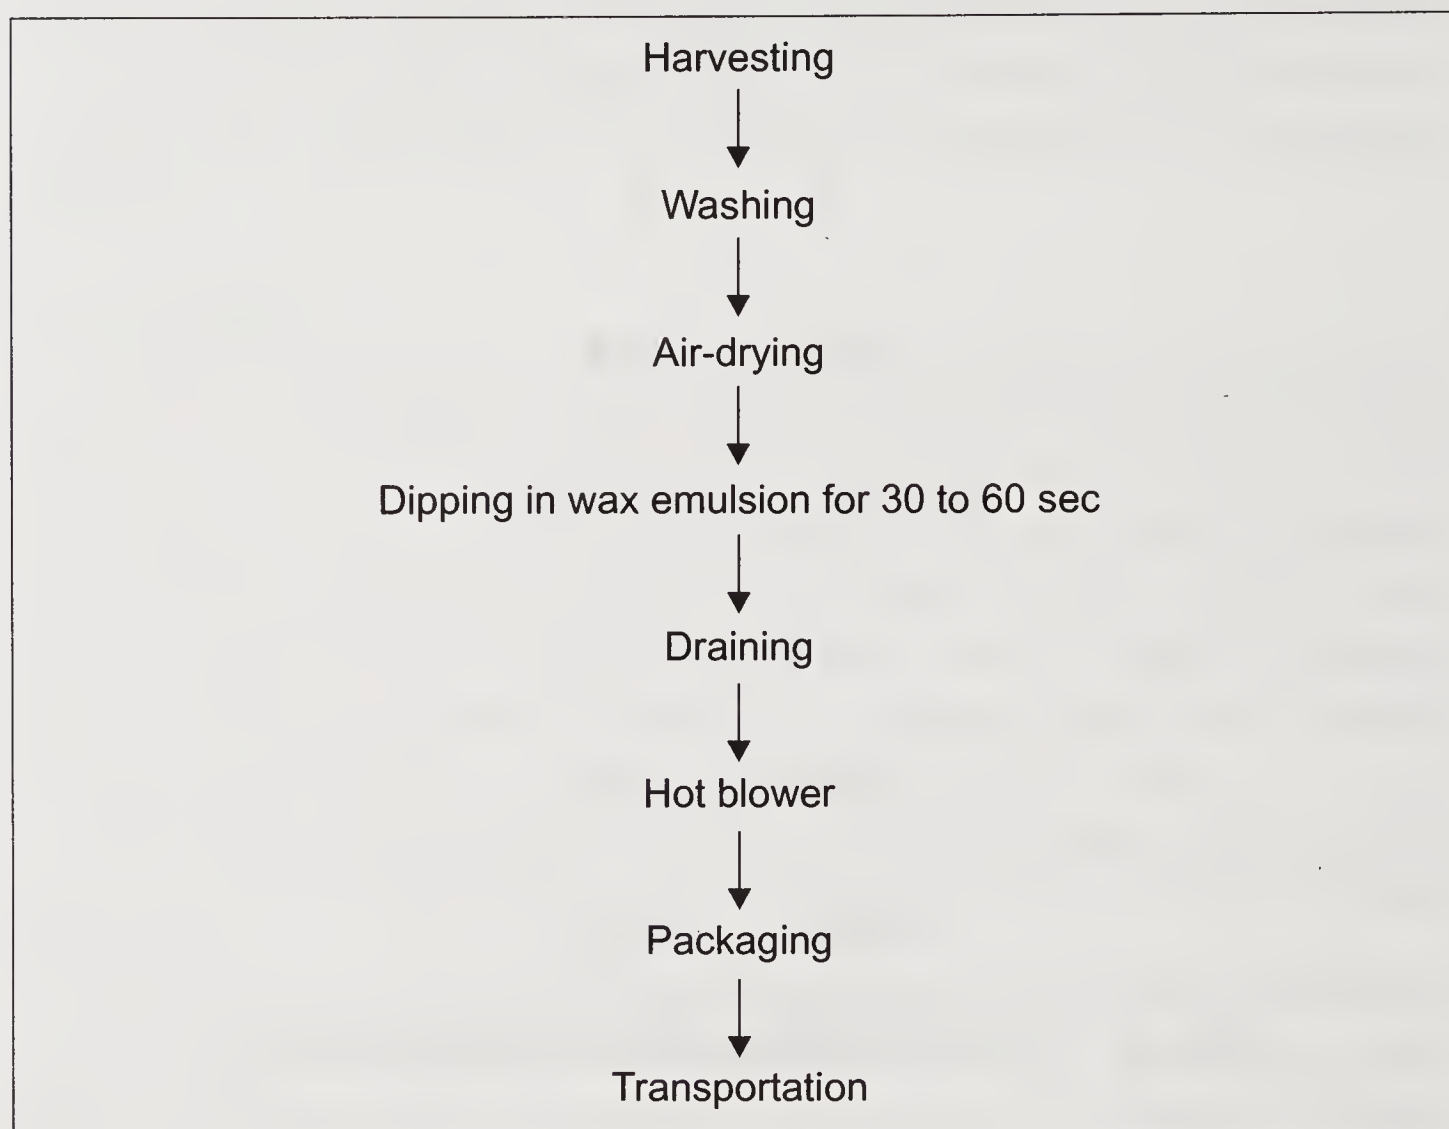 Harvesting
Washing
Air-drying
Dipping in wax emulsion for 30 to 60 sec
Draining
Hot blower
Packaging
Transportation